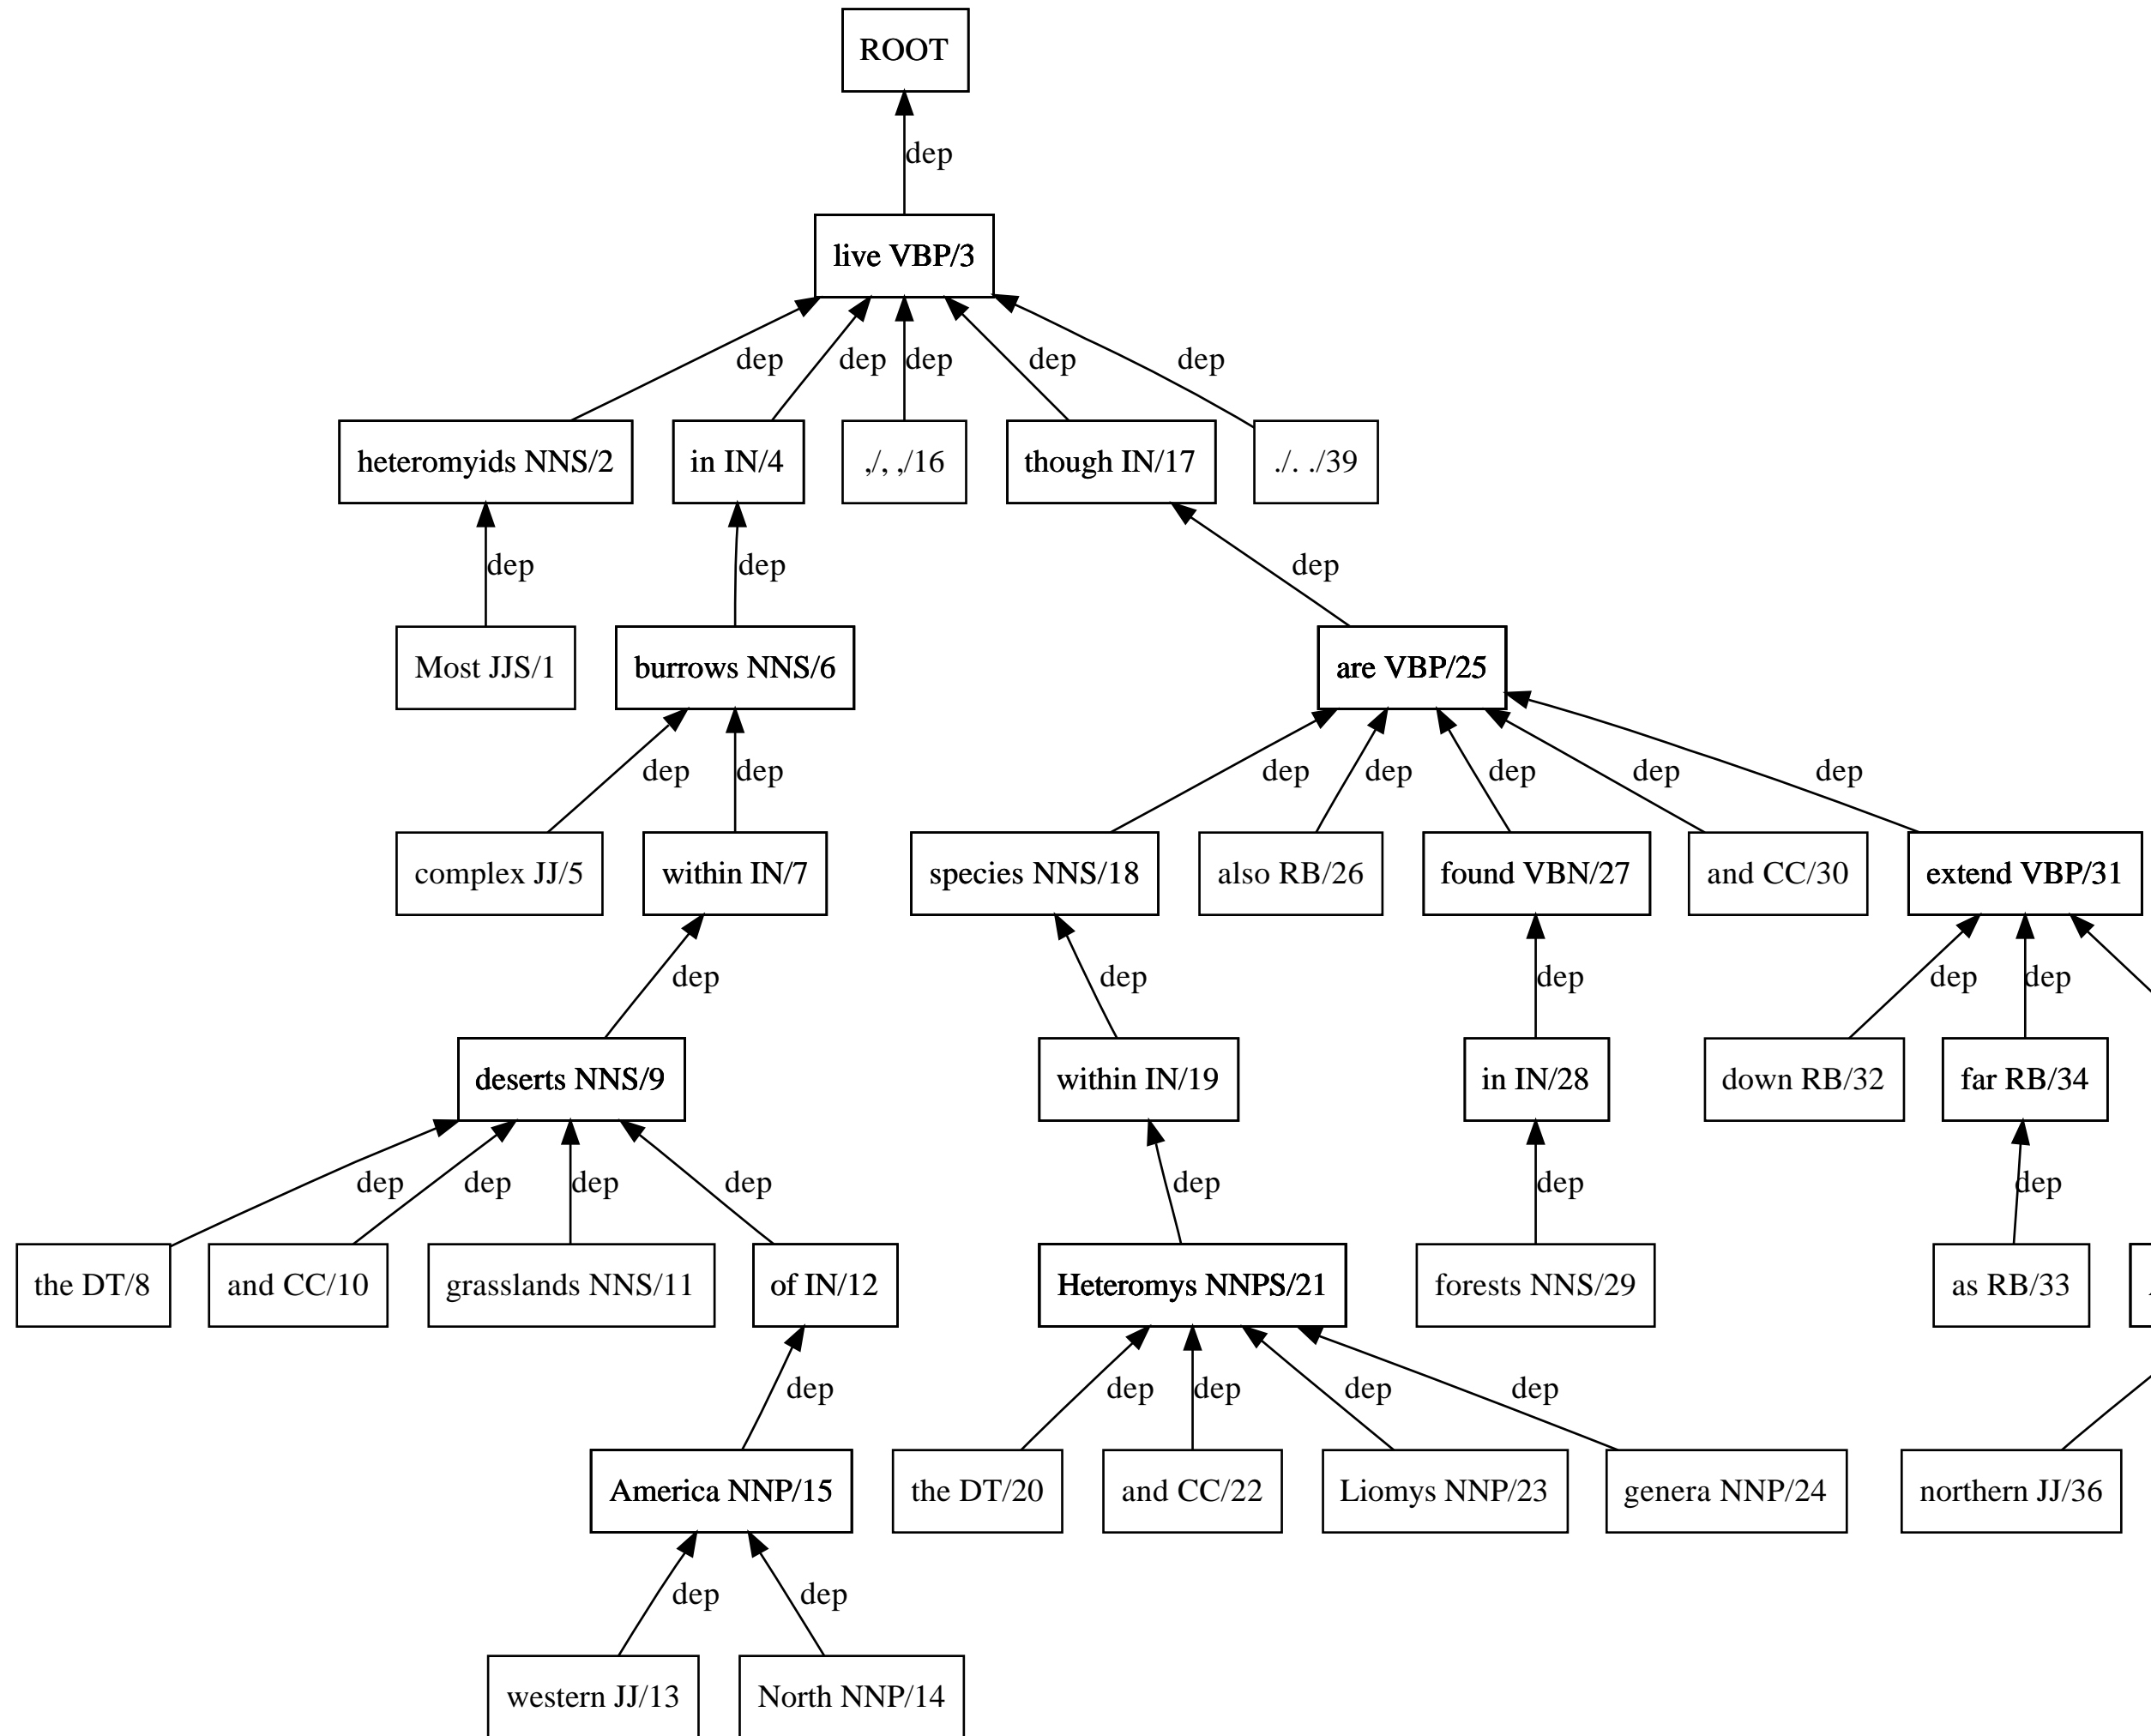 ROOT
dep
live VBP/3
dep dep dep dep dep
heteromyids NNS/2 in IN/4 ,/, ,/16 though IN/17 ./. ./39
dep dep dep
Most JJS/1 burrows NNS/6 are VBP/25
dep dep dep dep dep dep dep
complex JJ/5 within IN/7 species NNS/18 also RB/26 found VBN/27 and CC/30 extend VBP/31
dep dep dep dep dep
deserts NNS/9 within IN/19 in IN/28 down RB/32 far RB/34
dep dep dep dep dep dep dep
the DT/8 and CC/10 grasslands NNS/11 of IN/12 Heteromys NNPS/21 forests NNS/29 as RB/33
dep dep dep dep dep
America NNP/15 the DT/20 and CC/22 Liomys NNP/23 genera NNP/24 northern JJ/36
dep dep
western JJ/13 North NNP/14